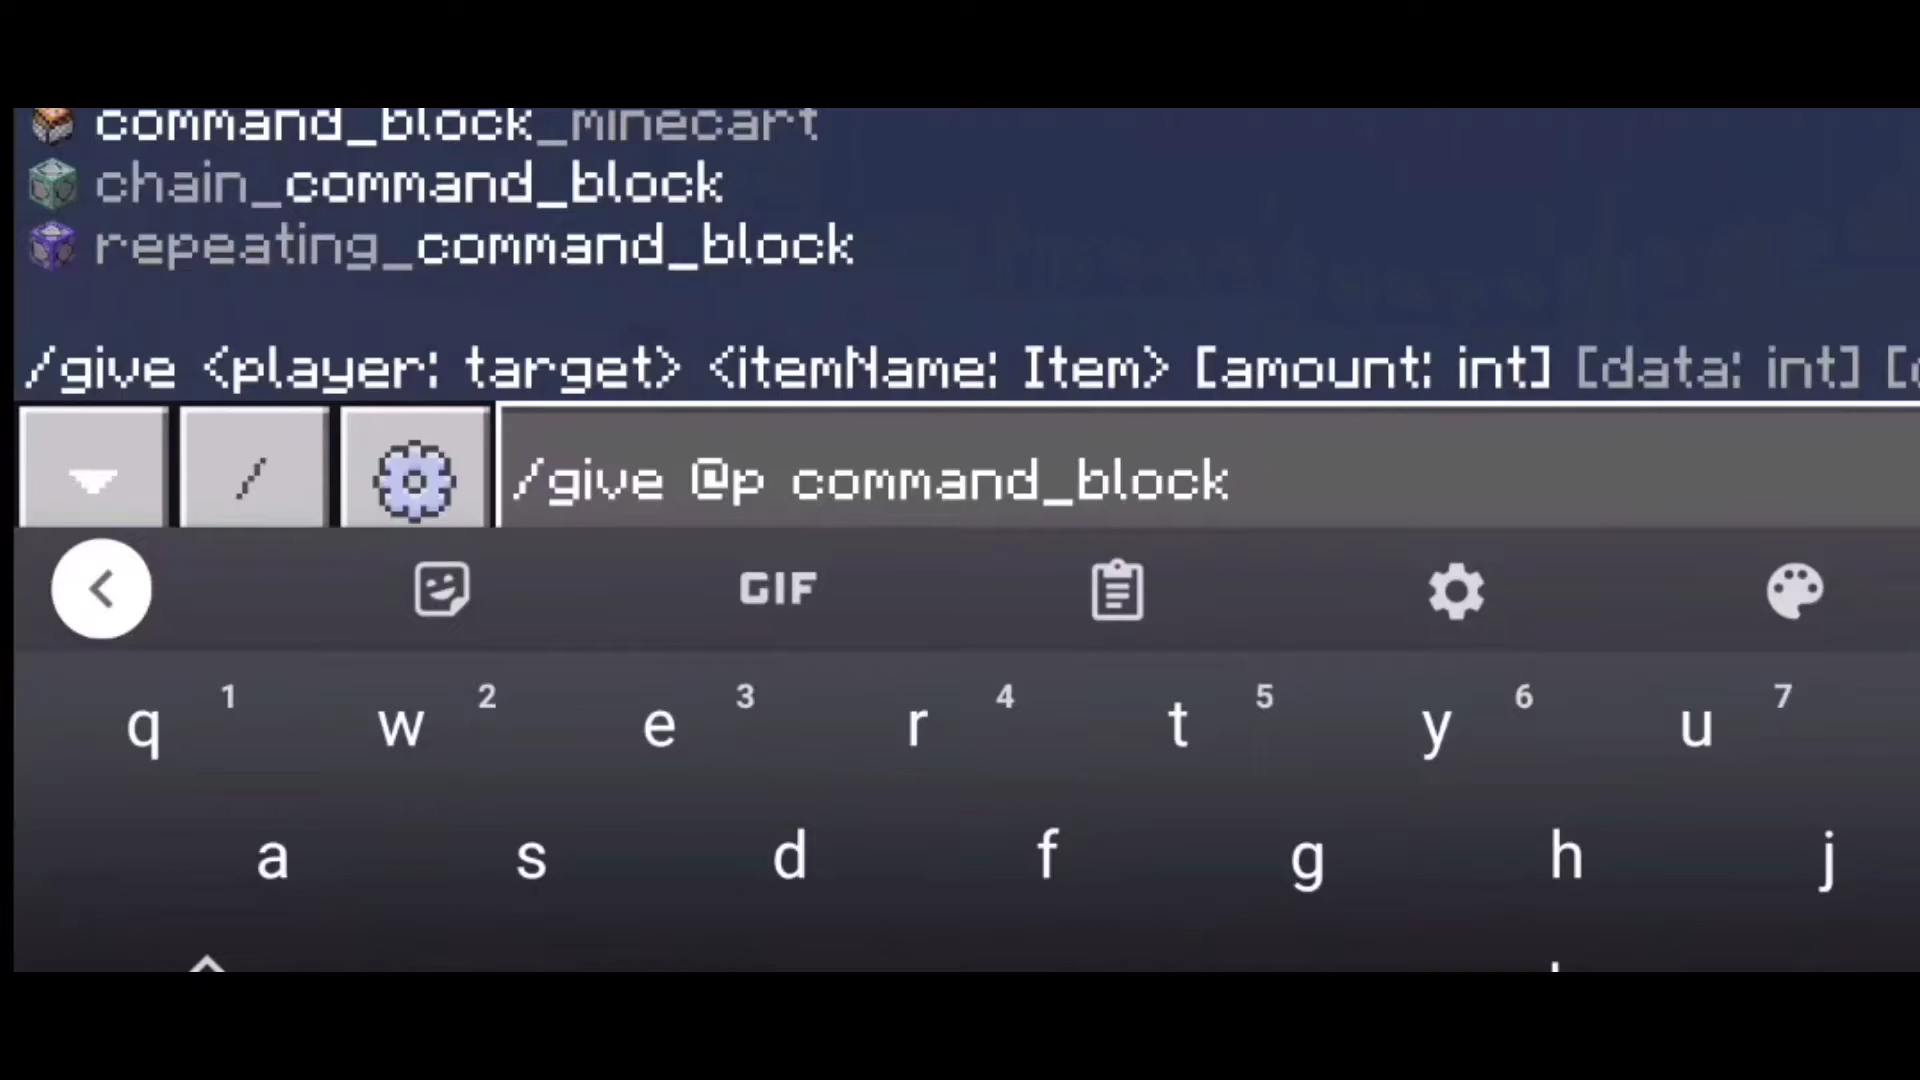 command_block_minecart
chain_command_block
repeating_command_block
/give <player: target> <itemName: Item> [amount: int] [data: int] [c
/
/give @p command_block
GIF
q 1 w 2 e 3 r 4 t 5 y 6 u 7
a s d f g h j